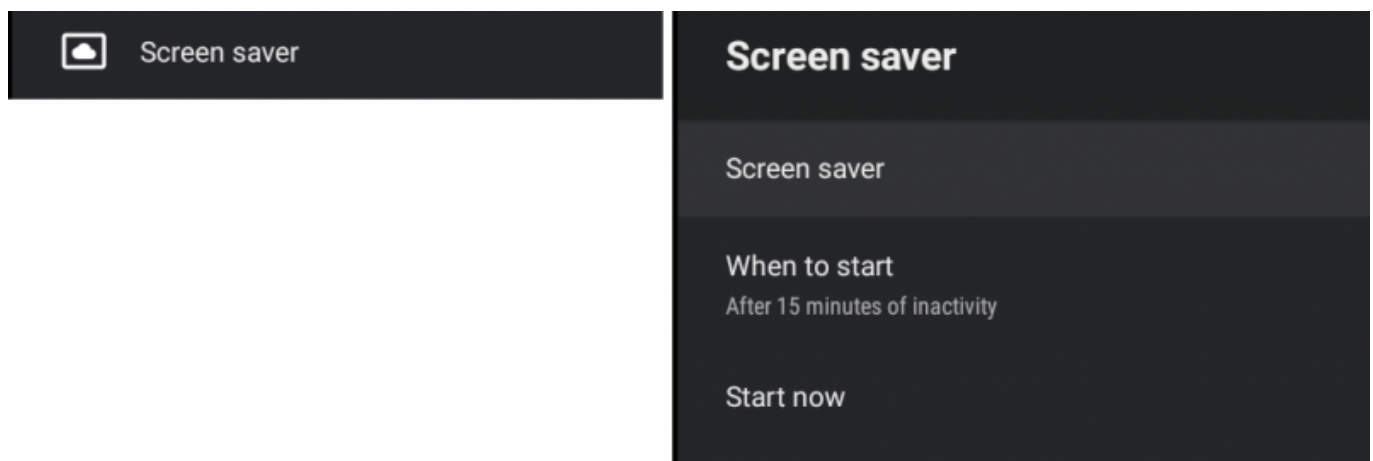 Screen saver
Screen saver
Screen saver
When to start
After 15 minutes of inactivity
Start now